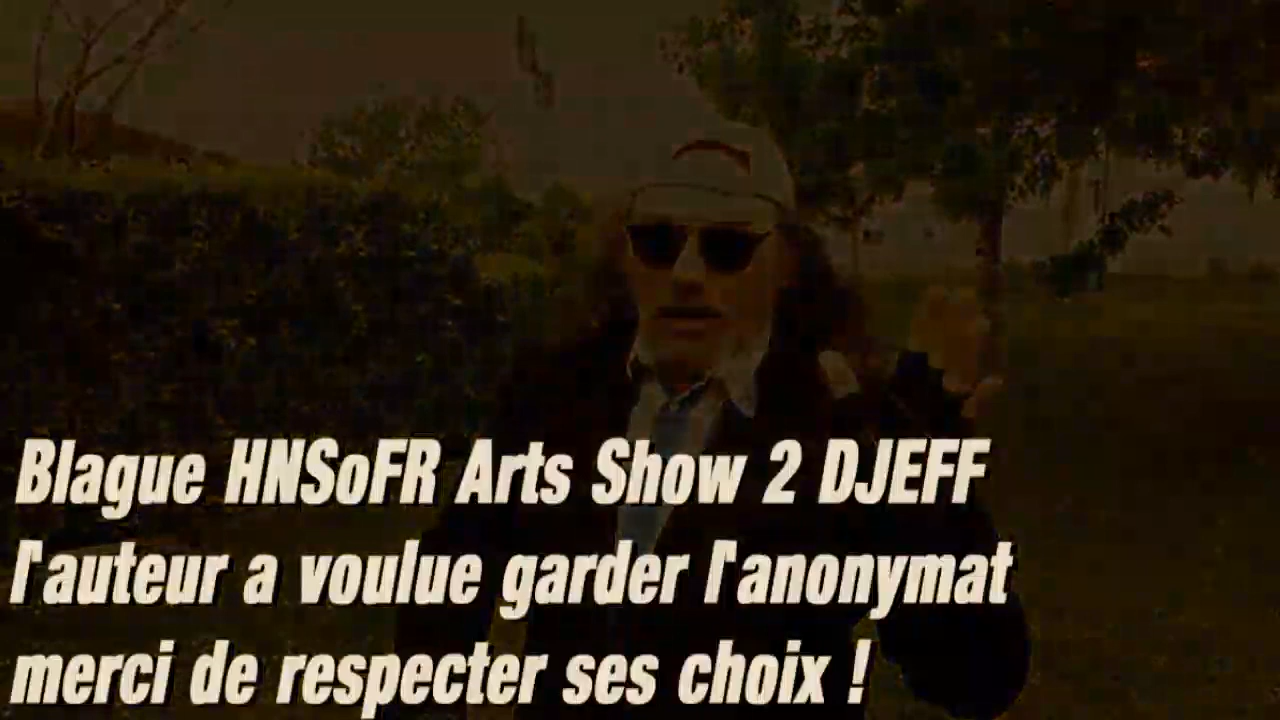 Blague HNSoFR Arts Show 2 DJEFF
l'auteur a voulue garder l'anonymat
merci de respecter ses choix !